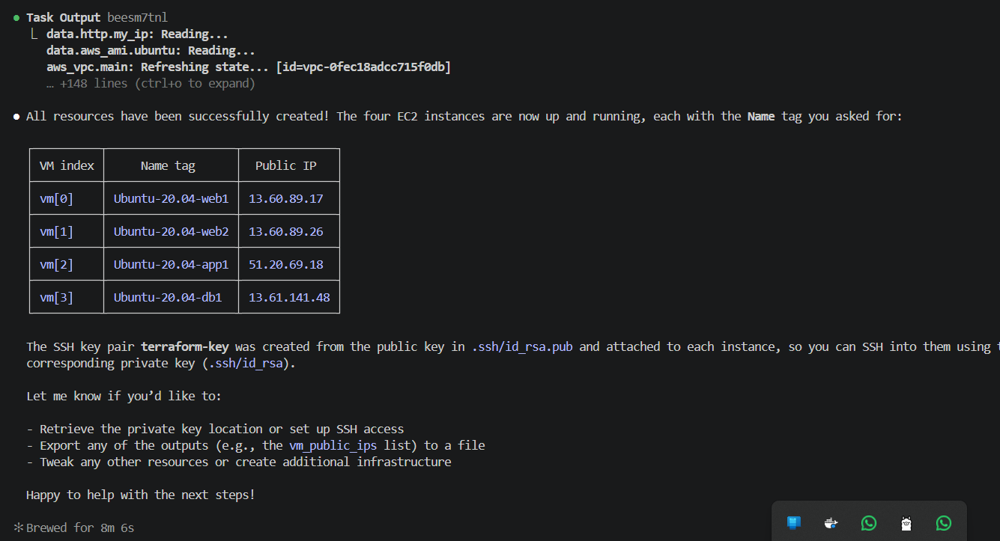 ● Task Output beesm7tnl
⎿ data.http.my_ip: Reading...
data.aws_ami.ubuntu: Reading...
aws_vpc.main: Refreshing state... [id=vpc-0fec18adcc715f0db]
… +148 lines (ctrl+o to expand)
● All resources have been successfully created! The four EC2 instances are now up and running, each with the Name tag you asked for:
VM index Name tag Public IP
vm[0] Ubuntu-20.04-web1 13.60.89.17
vm[1] Ubuntu-20.04-web2 13.60.89.26
vm[2] Ubuntu-20.04-app1 51.20.69.18
vm[3] Ubuntu-20.04-db1 13.61.141.48
The SSH key pair terraform-key was created from the public key in .ssh/id_rsa.pub and attached to each instance, so you can SSH into them using
corresponding private key (.ssh/id_rsa).
Let me know if you’d like to:
- Retrieve the private key location or set up SSH access
- Export any of the outputs (e.g., the vm_public_ips list) to a file
- Tweak any other resources or create additional infrastructure
Happy to help with the next steps!
✻ Brewed for 8m 6s